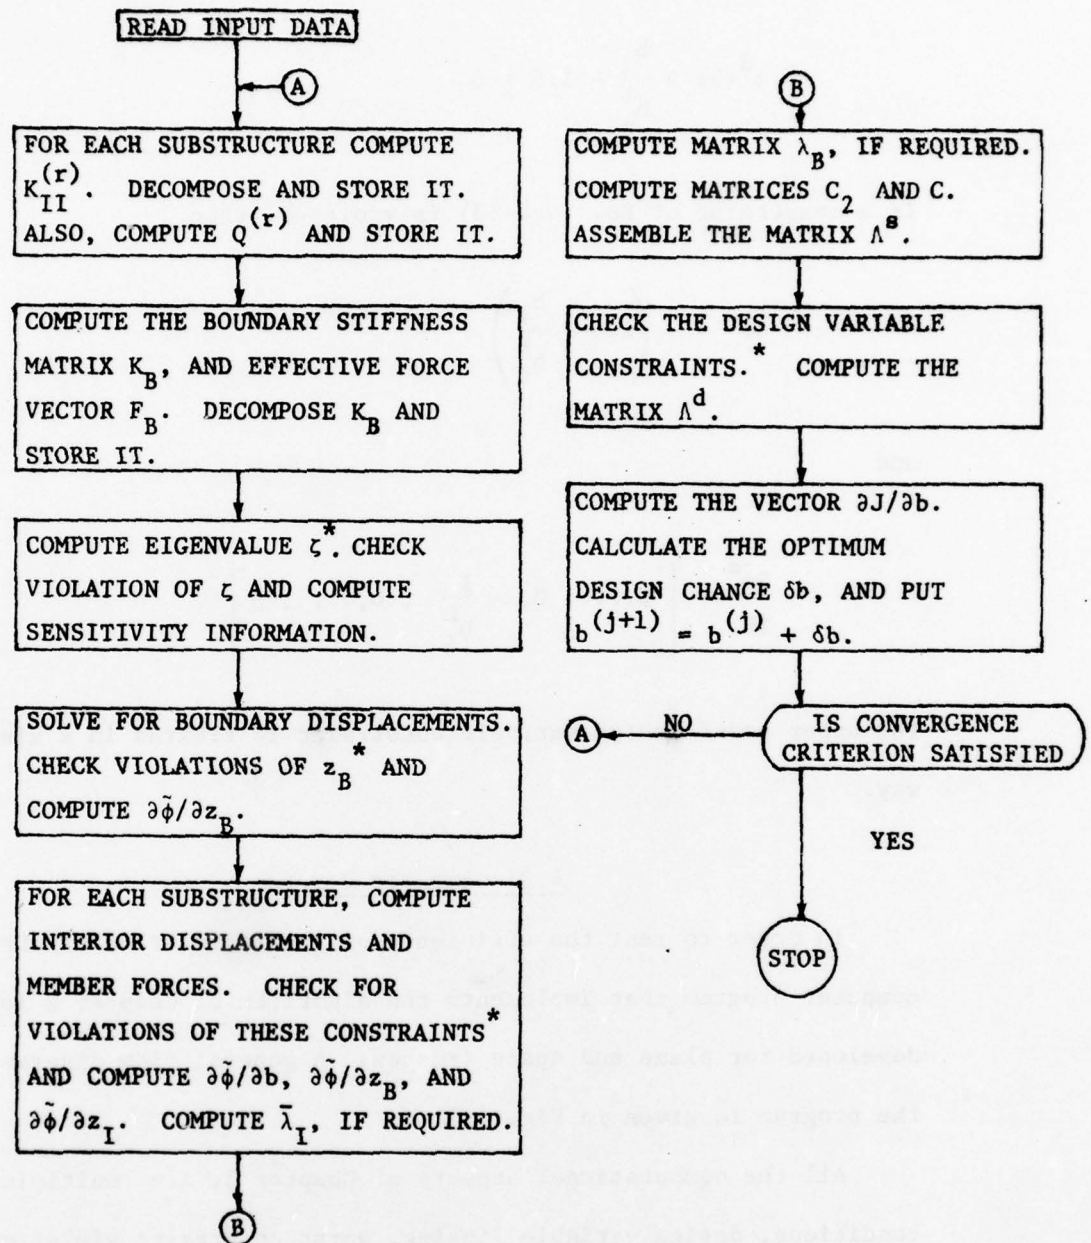 READ INPUT DATA
A
FOR EACH SUBSTRUCTURE COMPUTE
K_II^(r). DECOMPOSE AND STORE IT.
ALSO, COMPUTE Q^(r) AND STORE IT.
COMPUTE THE BOUNDARY STIFFNESS
MATRIX K_B, AND EFFECTIVE FORCE
VECTOR F_B. DECOMPOSE K_B AND
STORE IT.
COMPUTE EIGENVALUE ζ*. CHECK
VIOLATION OF ζ AND COMPUTE
SENSITIVITY INFORMATION.
SOLVE FOR BOUNDARY DISPLACEMENTS.
CHECK VIOLATIONS OF z_B* AND
COMPUTE ∂φ̃/∂z_B.
FOR EACH SUBSTRUCTURE, COMPUTE
INTERIOR DISPLACEMENTS AND
MEMBER FORCES. CHECK FOR
VIOLATIONS OF THESE CONSTRAINTS*
AND COMPUTE ∂φ̃/∂b, ∂φ̃/∂z_B, AND
∂φ̃/∂z_I. COMPUTE λ̄_I, IF REQUIRED.
B
B
COMPUTE MATRIX λ_B, IF REQUIRED.
COMPUTE MATRICES C_2 AND C.
ASSEMBLE THE MATRIX Λ^s.
CHECK THE DESIGN VARIABLE
CONSTRAINTS.* COMPUTE THE
MATRIX Λ^d.
COMPUTE THE VECTOR ∂J/∂b.
CALCULATE THE OPTIMUM
DESIGN CHANGE δb, AND PUT
b^(j+1) = b^(j) + δb.
IS CONVERGENCE
CRITERION SATISFIED
NO
A
YES
STOP